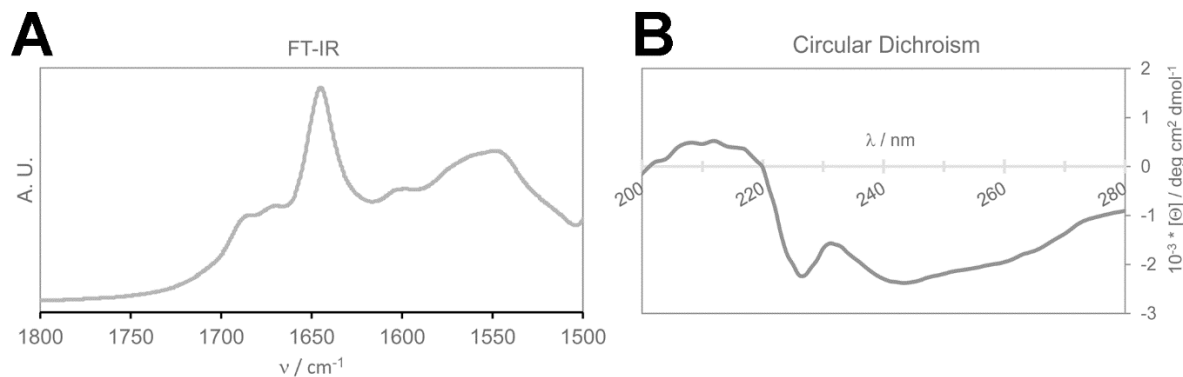 A
FT-IR
A. U.
1800 1750 1700 1650 1600 1550 1500
ν / cm⁻¹
B
Circular Dichroism
2
1
0
-1
-2
-3
λ / nm
200 220 240 260 280
10⁻³ * [Θ] / deg cm² dmol⁻¹